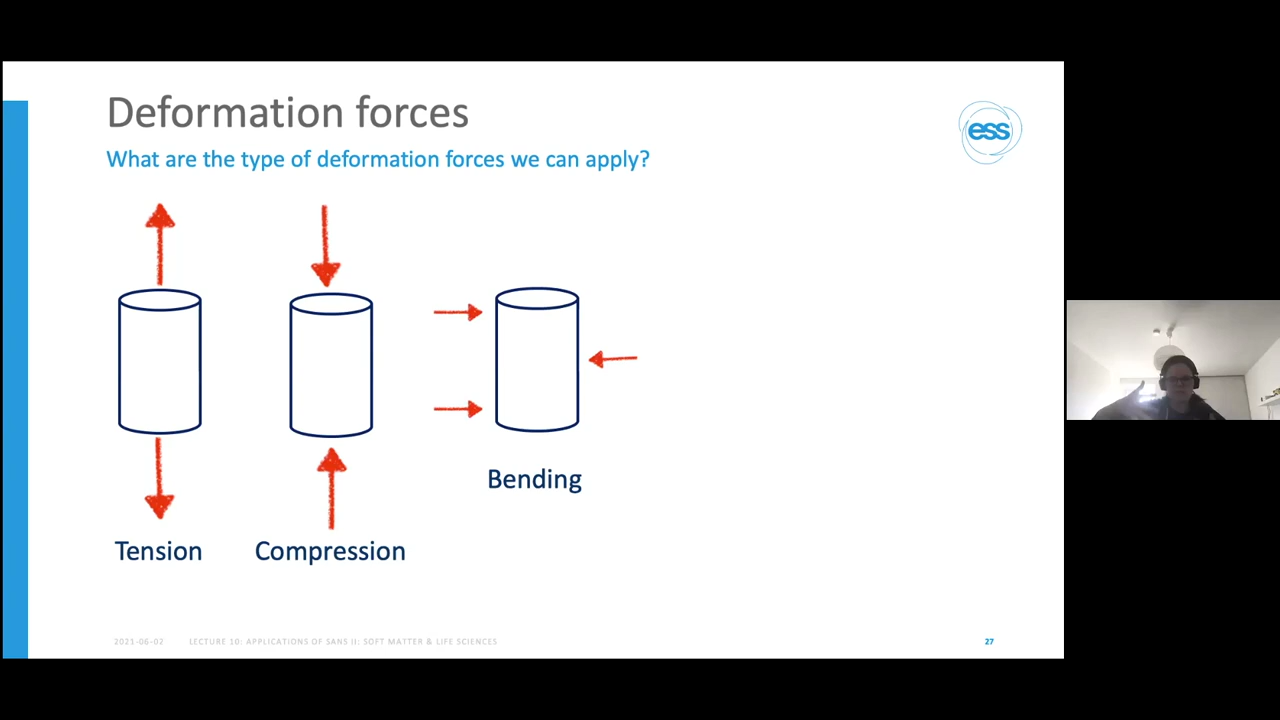 Deformation forces
ess
What are the type of deformation forces we can apply?
Bending
Tension
Compression
2021-06-02 LECTURE 10: APPLICATIONS OF SANS II: SOFT MATTER & LIFE SCIENCES
27